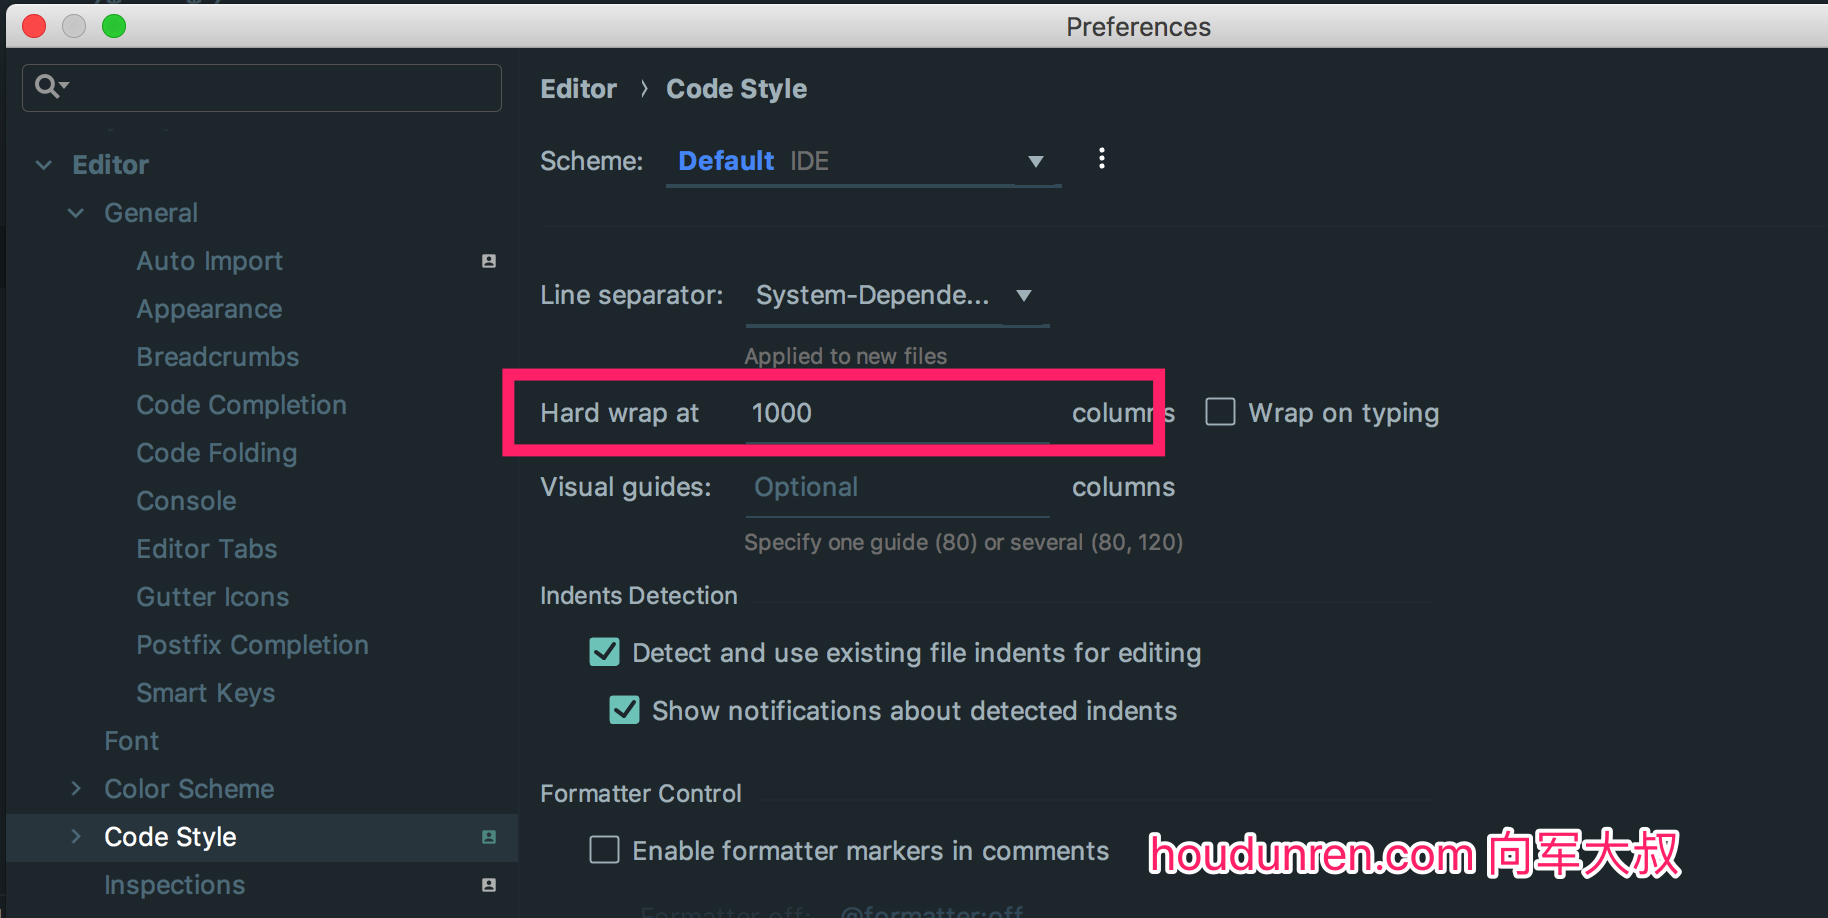 Preferences
Editor › Code Style
Scheme: Default IDE
Editor
General
Auto Import
Appearance
Breadcrumbs
Code Completion
Code Folding
Console
Editor Tabs
Gutter Icons
Postfix Completion
Smart Keys
Font
Color Scheme
Code Style
Inspections
Line separator: System-Depende...
Applied to new files
Hard wrap at 1000 columns Wrap on typing
Visual guides: Optional columns
Specify one guide (80) or several (80, 120)
Indents Detection
Detect and use existing file indents for editing
Show notifications about detected indents
Formatter Control
Enable formatter markers in comments
houdunren.com 向军大叔
Formatter off: @formatter:off